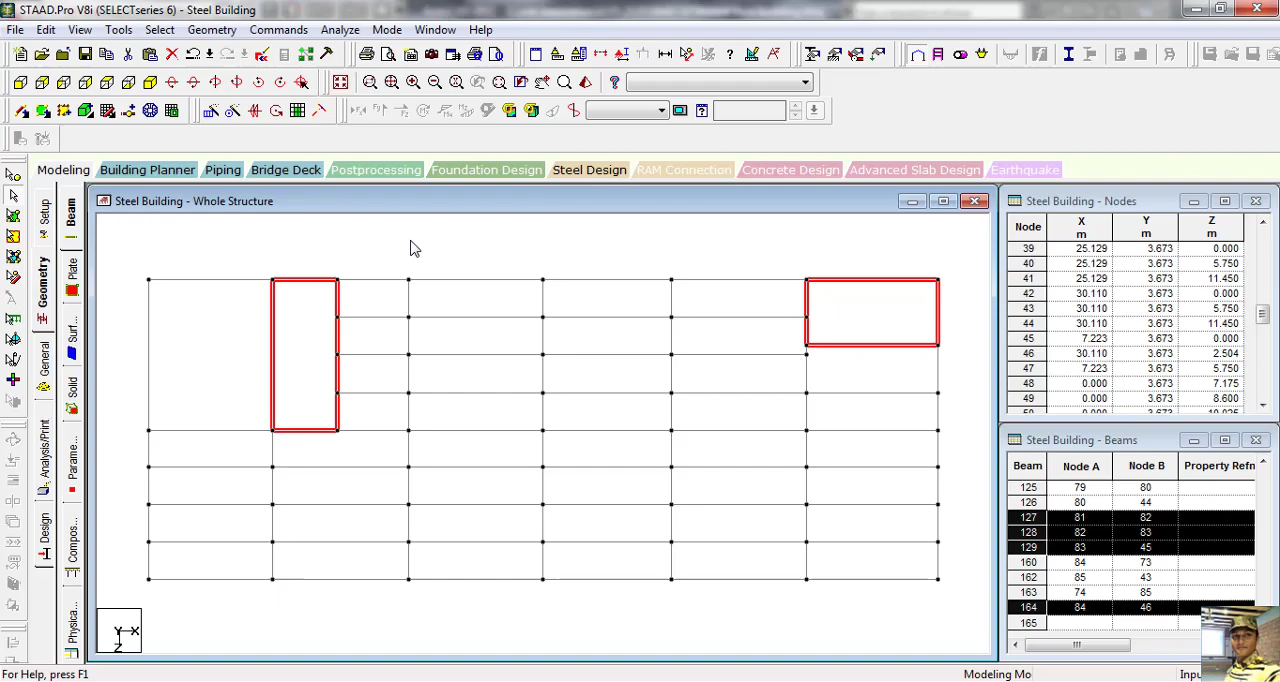 STAAD.Pro V8i (SELECTseries 6) - Steel Building
File Edit View Tools Select Geometry Commands Analyze Mode Window Help
Modeling Building Planner Piping Bridge Deck Postprocessing Foundation Design Steel Design RAM Connection Concrete Design Advanced Slab Design Earthquake
Setup
Geometry
General
Analysis/Print
Design
Beam
Plate
Surf...
Solid
Parame...
Compos...
Physica...
Steel Building - Whole Structure
Y X
Z
Steel Building - Nodes
Node X m Y m Z m
39 25.129 3.673 0.000
40 25.129 3.673 5.750
41 25.129 3.673 11.450
42 30.110 3.673 0.000
43 30.110 3.673 5.750
44 30.110 3.673 11.450
45 7.223 3.673 0.000
46 30.110 3.673 2.504
47 7.223 3.673 5.750
48 0.000 3.673 7.175
49 0.000 3.673 8.600
Steel Building - Beams
Beam Node A Node B Property Refn
125 79 80
126 80 44
127 81 82
128 82 83
129 83 45
160 84 73
162 85 43
163 74 85
164 84 46
165
For Help, press F1
Modeling Mo
Inpu